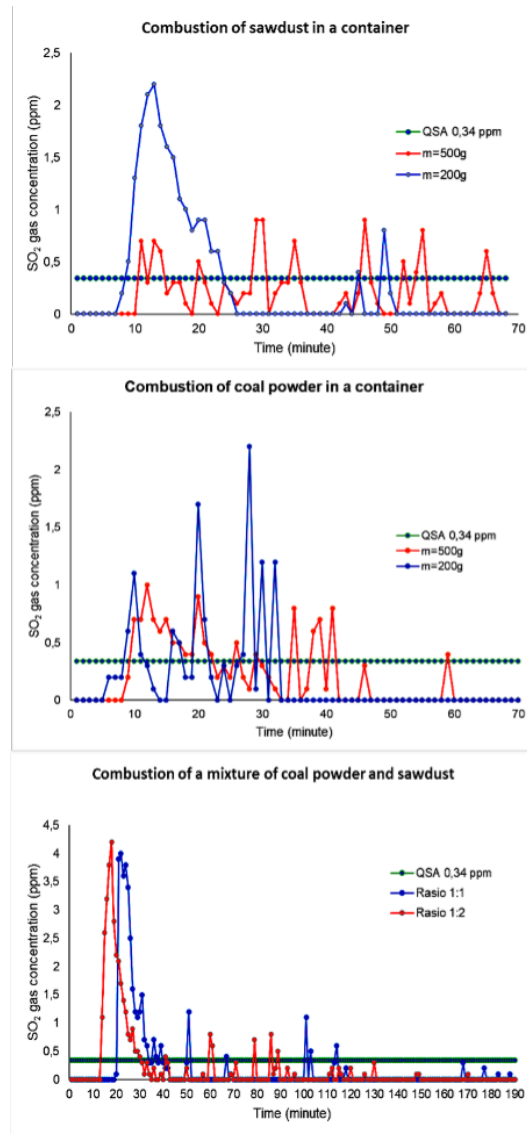 Combustion of sawdust in a container
2,5
2
1,5
1
0,5
0
SO2 gas concentration (ppm)
QSA 0,34 ppm
m=500g
m=200g
0 10 20 30 40 50 60 70
Time (minute)
Combustion of coal powder in a container
2,5
2
1,5
1
0,5
0
SO2 gas concentration (ppm)
QSA 0,34 ppm
m=500g
m=200g
0 10 20 30 40 50 60 70
Time (minute)
Combustion of a mixture of coal powder and sawdust
4,5
4
3,5
3
2,5
2
1,5
1
0,5
0
SO2 gas concentration (ppm)
QSA 0,34 ppm
Rasio 1:1
Rasio 1:2
0 10 20 30 40 50 60 70 80 90 100 110 120 130 140 150 160 170 180 190
Time (minute)